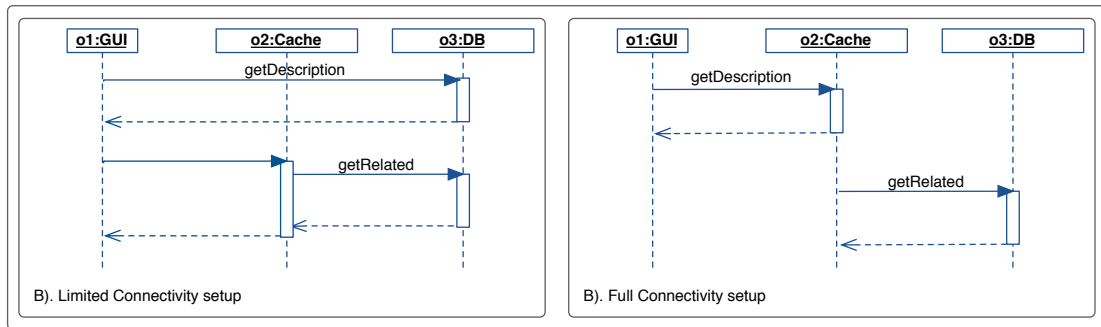 o1:GUI o2:Cache o3:DB
getDescription
getRelated
B). Limited Connectivity setup
o1:GUI o2:Cache o3:DB
getDescription
getRelated
B). Full Connectivity setup